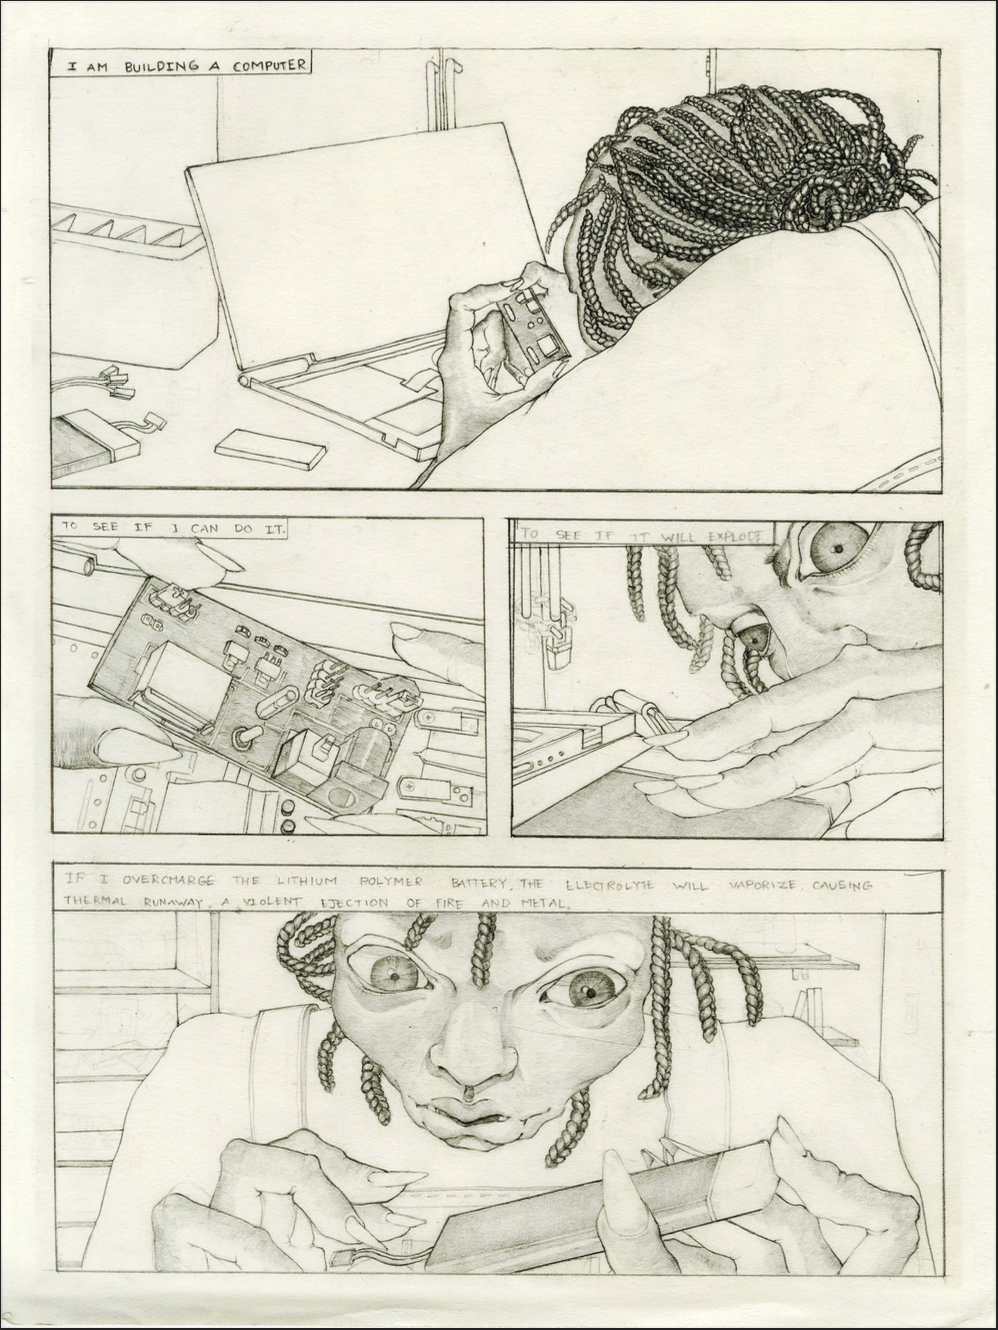 I AM BUILDING A COMPUTER
TO SEE IF I CAN DO IT.
TO SEE IF IT WILL EXPLODE
IF I OVERCHARGE THE LITHIUM POLYMER BATTERY, THE ELECTROLYTE WILL VAPORIZE, CAUSING
THERMAL RUNAWAY, A VIOLENT EJECTION OF FIRE AND METAL.